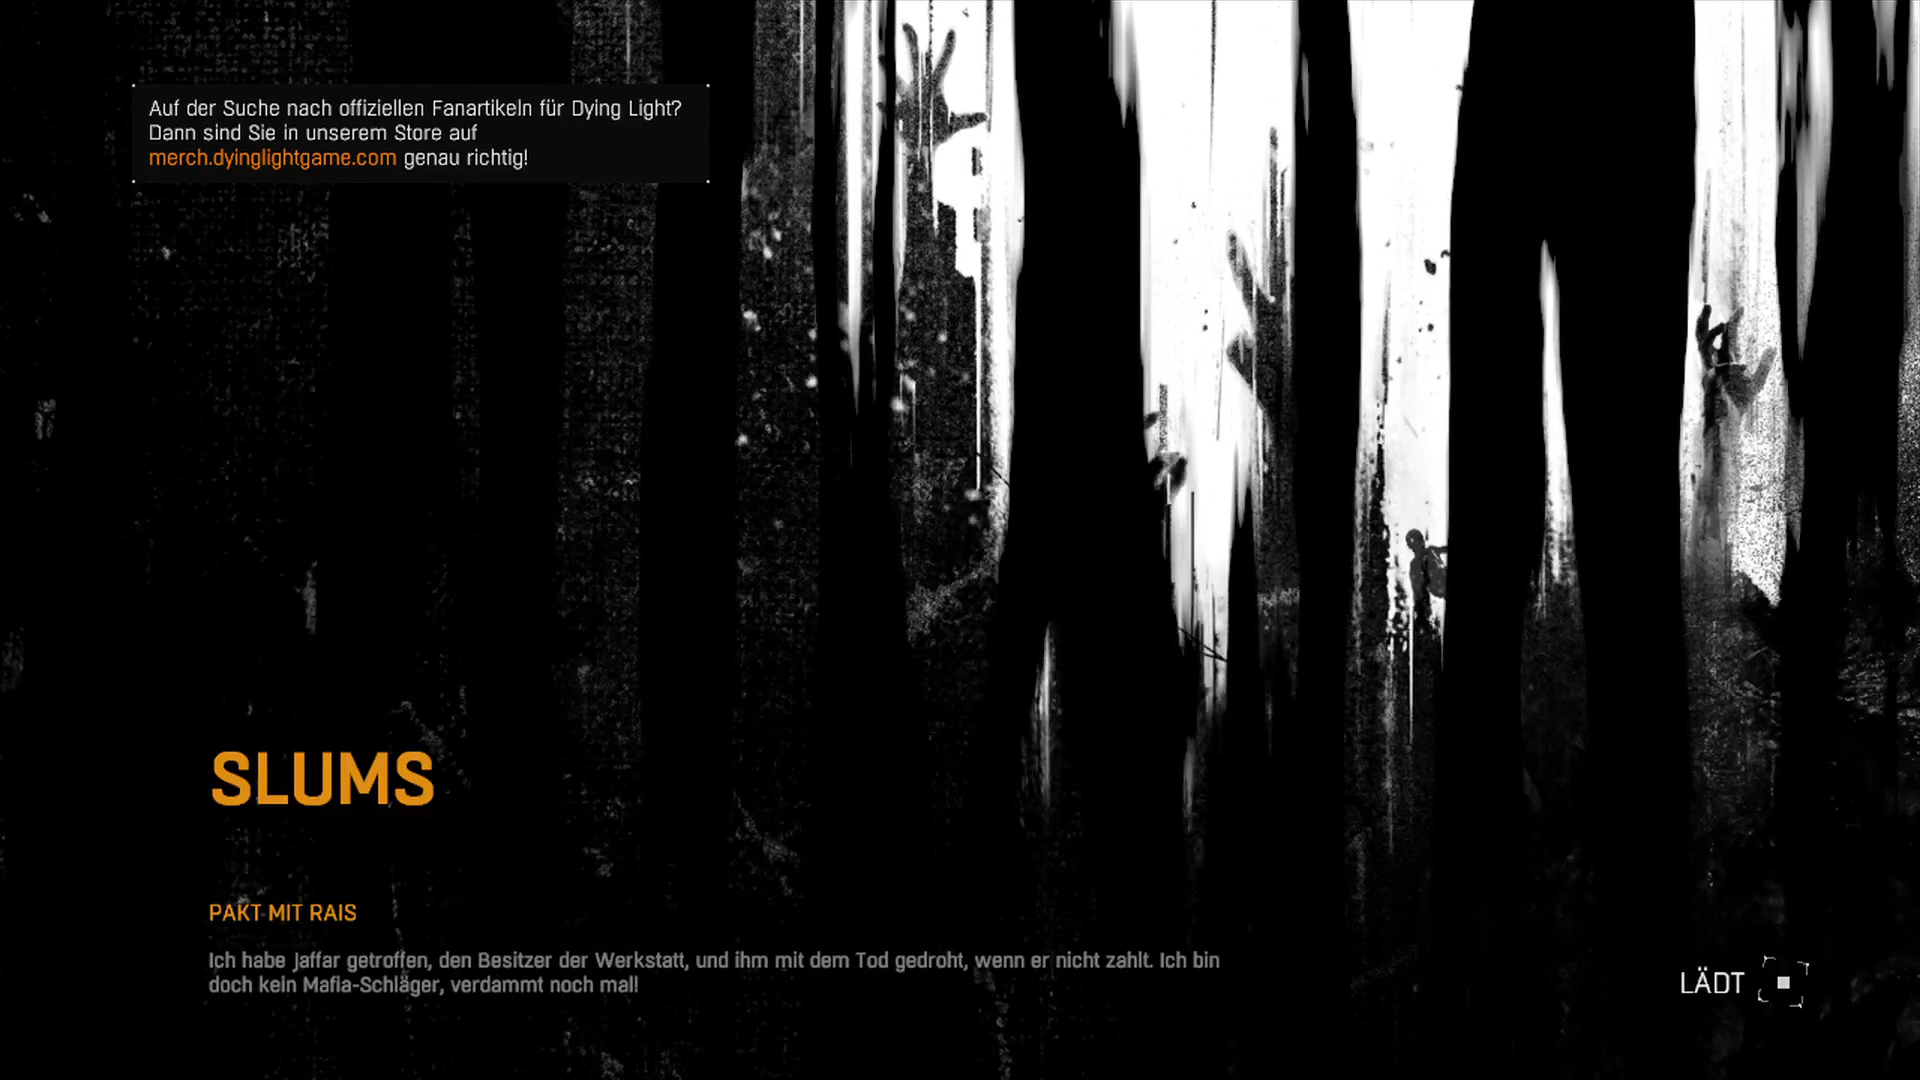 Auf der Suche nach offiziellen Fanartikeln für Dying Light?
Dann sind Sie in unserem Store auf
merch.dyinglightgame.com genau richtig!
SLUMS
PAKT MIT RAIS
Ich habe Jaffar getroffen, den Besitzer der Werkstatt, und ihm mit dem Tod gedroht, wenn er nicht zahlt. Ich bin
doch kein Mafia-Schläger, verdammt noch mal!
LÄDT